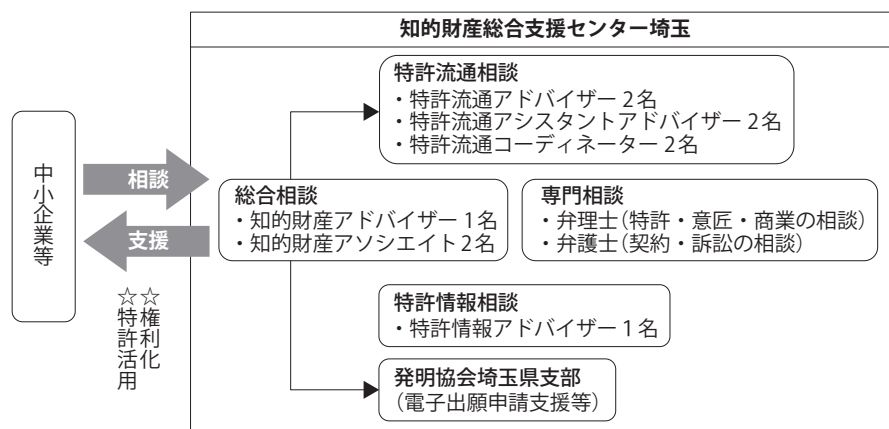 知的財産総合支援センター埼玉
特許流通相談
・特許流通アドバイザー 2名
・特許流通アシスタントアドバイザー 2名
・特許流通コーディネーター 2名
中小企業等
相談
支援
☆権利化
☆特許活用
総合相談
・知的財産アドバイザー 1名
・知的財産アソシエイト 2名
専門相談
・弁理士(特許・意匠・商業の相談)
・弁護士(契約・訴訟の相談)
特許情報相談
・特許情報アドバイザー 1名
発明協会埼玉県支部
(電子出願申請支援等)